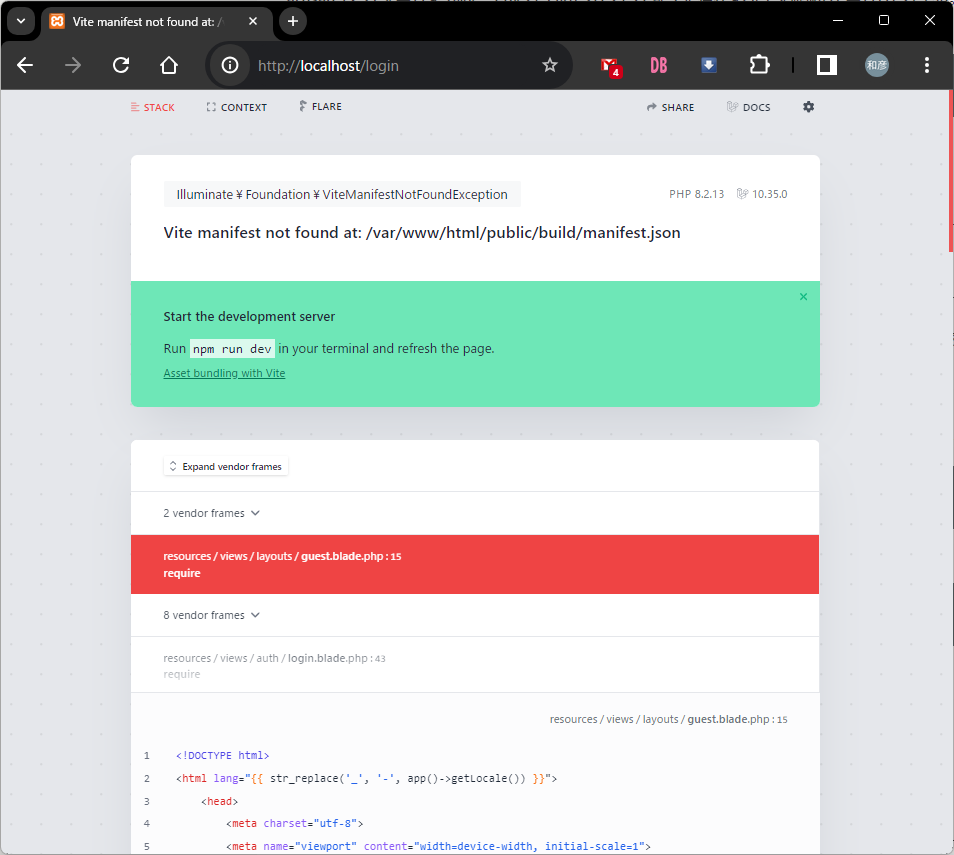 Vite manifest not found at: /
http://localhost/login
4
DB
和彦
STACK
CONTEXT
FLARE
SHARE
DOCS
Illuminate ¥ Foundation ¥ ViteManifestNotFoundException
PHP 8.2.13
10.35.0
Vite manifest not found at: /var/www/html/public/build/manifest.json
Start the development server
Run npm run dev in your terminal and refresh the page.
Asset bundling with Vite
Expand vendor frames
2 vendor frames
resources / views / layouts / guest.blade.php : 15
require
8 vendor frames
resources / views / auth / login.blade.php : 43
require
resources / views / layouts / guest.blade.php : 15
1 <!DOCTYPE html>
2 <html lang="{{ str_replace('_', '-', app()->getLocale()) }}">
3 <head>
4 <meta charset="utf-8">
5 <meta name="viewport" content="width=device-width, initial-scale=1">